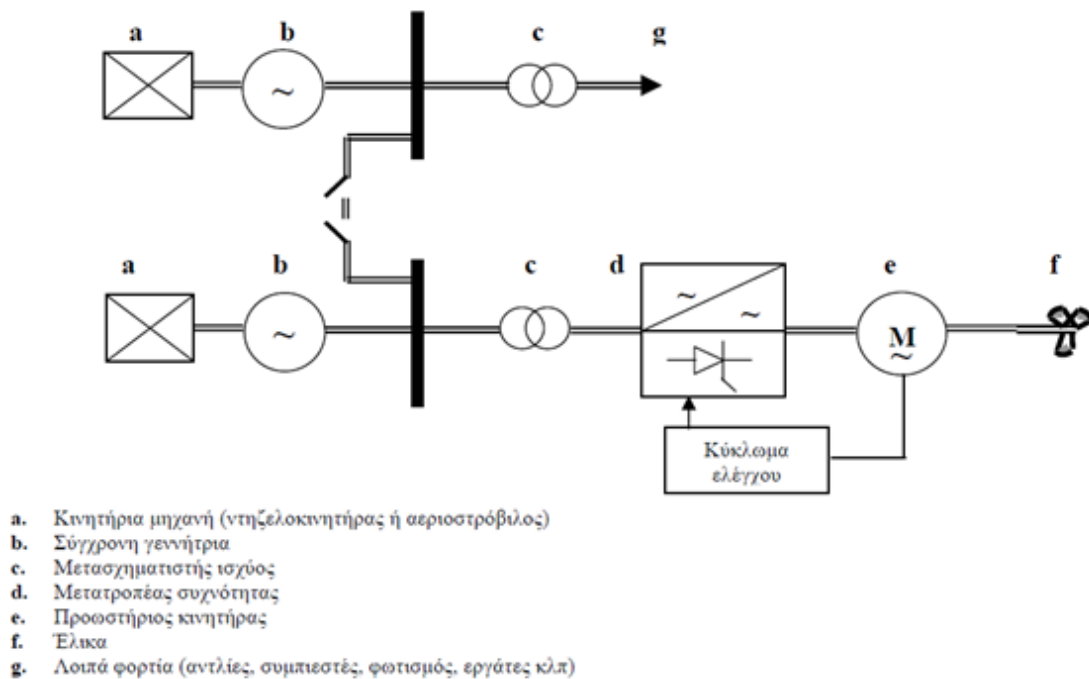 a b c g
~
a b c d e f
~ ~ ~ M ~
Κύκλωμα
ελέγχου
a. Κινητήρια μηχανή (ντηζελοκινητήρας ή αεριοστρόβιλος)
b. Σύγχρονη γεννήτρια
c. Μετασχηματιστής ισχύος
d. Μετατροπέας συχνότητας
e. Προωστήριος κινητήρας
f. Έλικα
g. Λοιπά φορτία (αντλίες, συμπιεστές, φωτισμός, εργάτες κλπ)